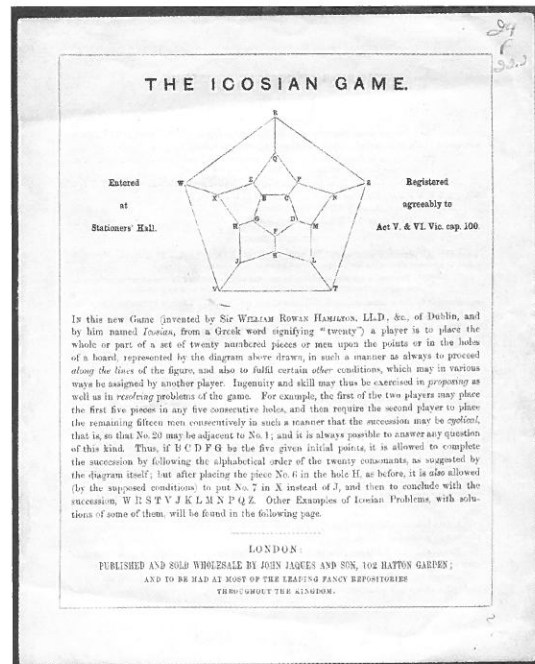 24
THE ICOSIAN GAME.
R
Q
Z P
W X B C N S
H G D M
F
J K L
V T
Entered
at
Stationers' Hall.
Registered
agreeably to
Act V. & VI. Vic. cap. 100.
IN this new Game (invented by Sir WILLIAM ROWAN HAMILTON, LL.D., &c., of Dublin, and
by him named Icosian, from a Greek word signifying "twenty") a player is to place the
whole or part of a set of twenty numbered pieces or men upon the points or in the holes
of a board, represented by the diagram above drawn, in such a manner as always to proceed
along the lines of the figure, and also to fulfil certain other conditions, which may in various
ways be assigned by another player. Ingenuity and skill may thus be exercised in proposing as
well as in resolving problems of the game. For example, the first of the two players may place
the first five pieces in any five consecutive holes, and then require the second player to place
the remaining fifteen men consecutively in such a manner that the succession may be cyclical,
that is, so that No. 20 may be adjacent to No. 1; and it is always possible to answer any question
of this kind. Thus, if B C D F G be the five given initial points, it is allowed to complete
the succession by following the alphabetical order of the twenty consonants, as suggested by
the diagram itself; but after placing the piece No. 6 in the hole H, as before, it is also allowed
(by the supposed conditions) to put No. 7 in X instead of J, and then to conclude with the
succession, W R S T V J K L M N P Q Z. Other Examples of Icosian Problems, with solu-
tions of some of them, will be found in the following page.
LONDON:
PUBLISHED AND SOLD WHOLESALE BY JOHN JAQUES AND SON, 102 HATTON GARDEN;
AND TO BE HAD AT MOST OF THE LEADING FANCY REPOSITORIES
THROUGHOUT THE KINGDOM.